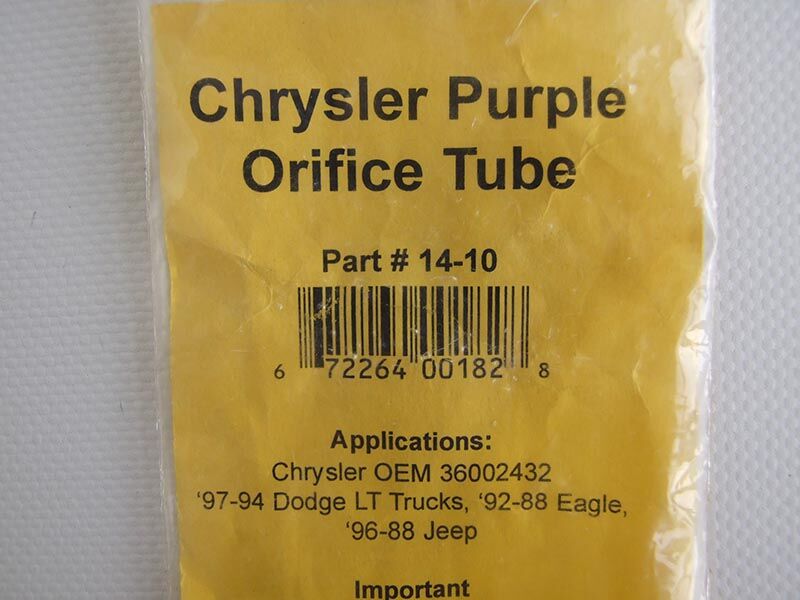 Chrysler Purple
Orifice Tube
Part # 14-10
6 72264 00182 8
Applications:
Chrysler OEM 36002432
‘97-94 Dodge LT Trucks, ‘92-88 Eagle,
‘96-88 Jeep
Important